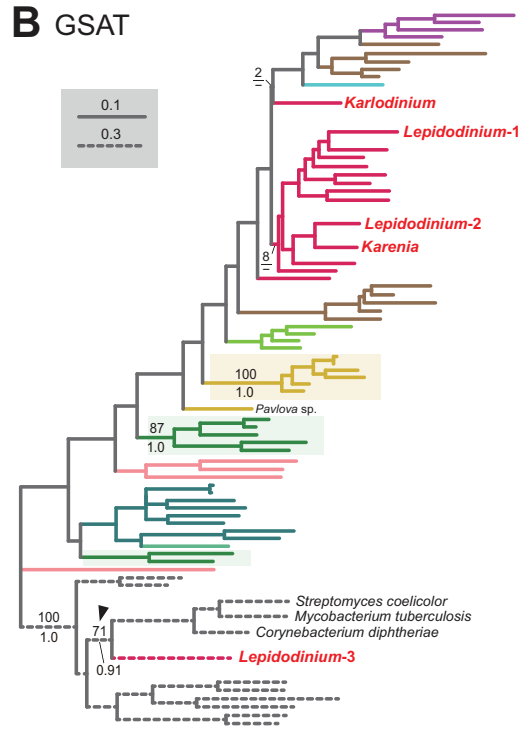 B GSAT
0.1
0.3
2
–
Karlodinium
Lepidodinium-1
Lepidodinium-2
8
–
Karenia
100
1.0
Pavlova sp.
87
1.0
100
1.0
71
0.91
Streptomyces coelicolor
Mycobacterium tuberculosis
Corynebacterium diphtheriae
Lepidodinium-3